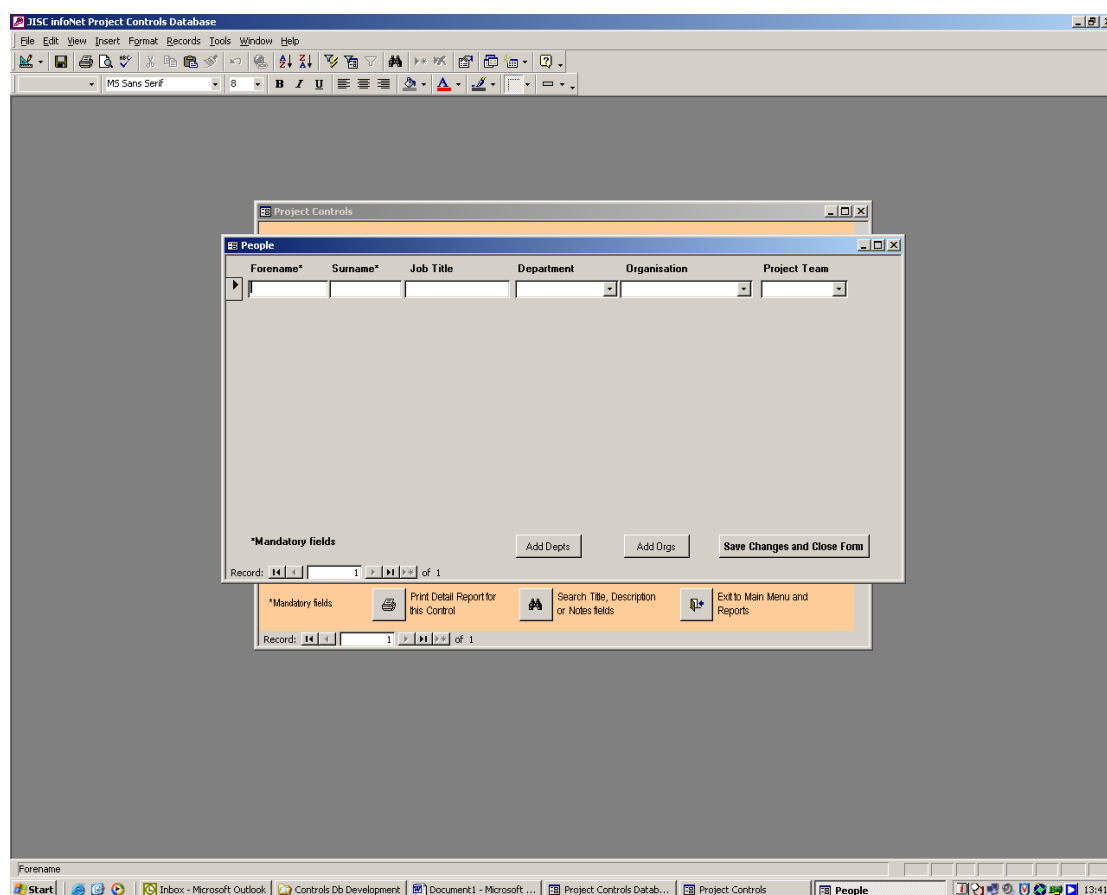 JISC infoNet Project Controls Database
File Edit View Insert Format Records Tools Window Help
MS Sans Serif 8 B I U
Project Controls
People
Forename* Surname* Job Title Department Organisation Project Team
*Mandatory fields Add Depts Add Orgs Save Changes and Close Form
Record: 1 of 1
*Mandatory fields Print Detail Report for this Control Search Title, Description or Notes fields Exit to Main Menu and Reports
Record: 1 of 1
Forename
Start Inbox - Microsoft Outlook Controls Db Development Document1 - Microsoft ... Project Controls Datab... Project Controls People 13:41